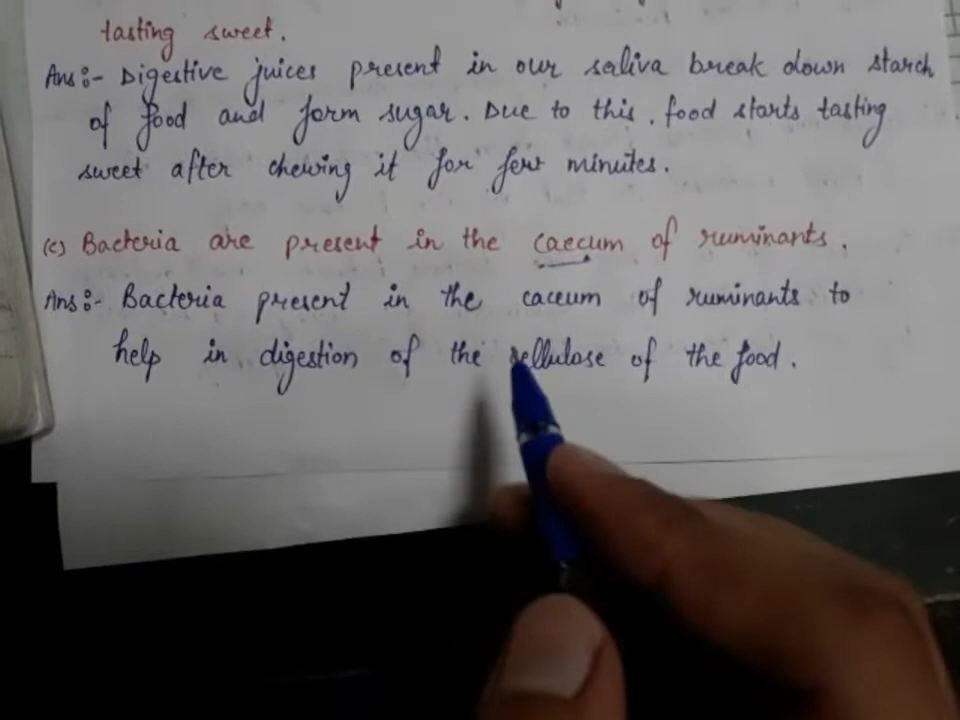 tasting sweet.
Ans:- Digestive juices present in our saliva break down starch
of food and form sugar. Due to this, food starts tasting
sweet after chewing it for few minutes.
(c) Bacteria are present in the caecum of ruminants.
Ans:- Bacteria present in the caceum of ruminants to
help in digestion of the cellulose of the food.